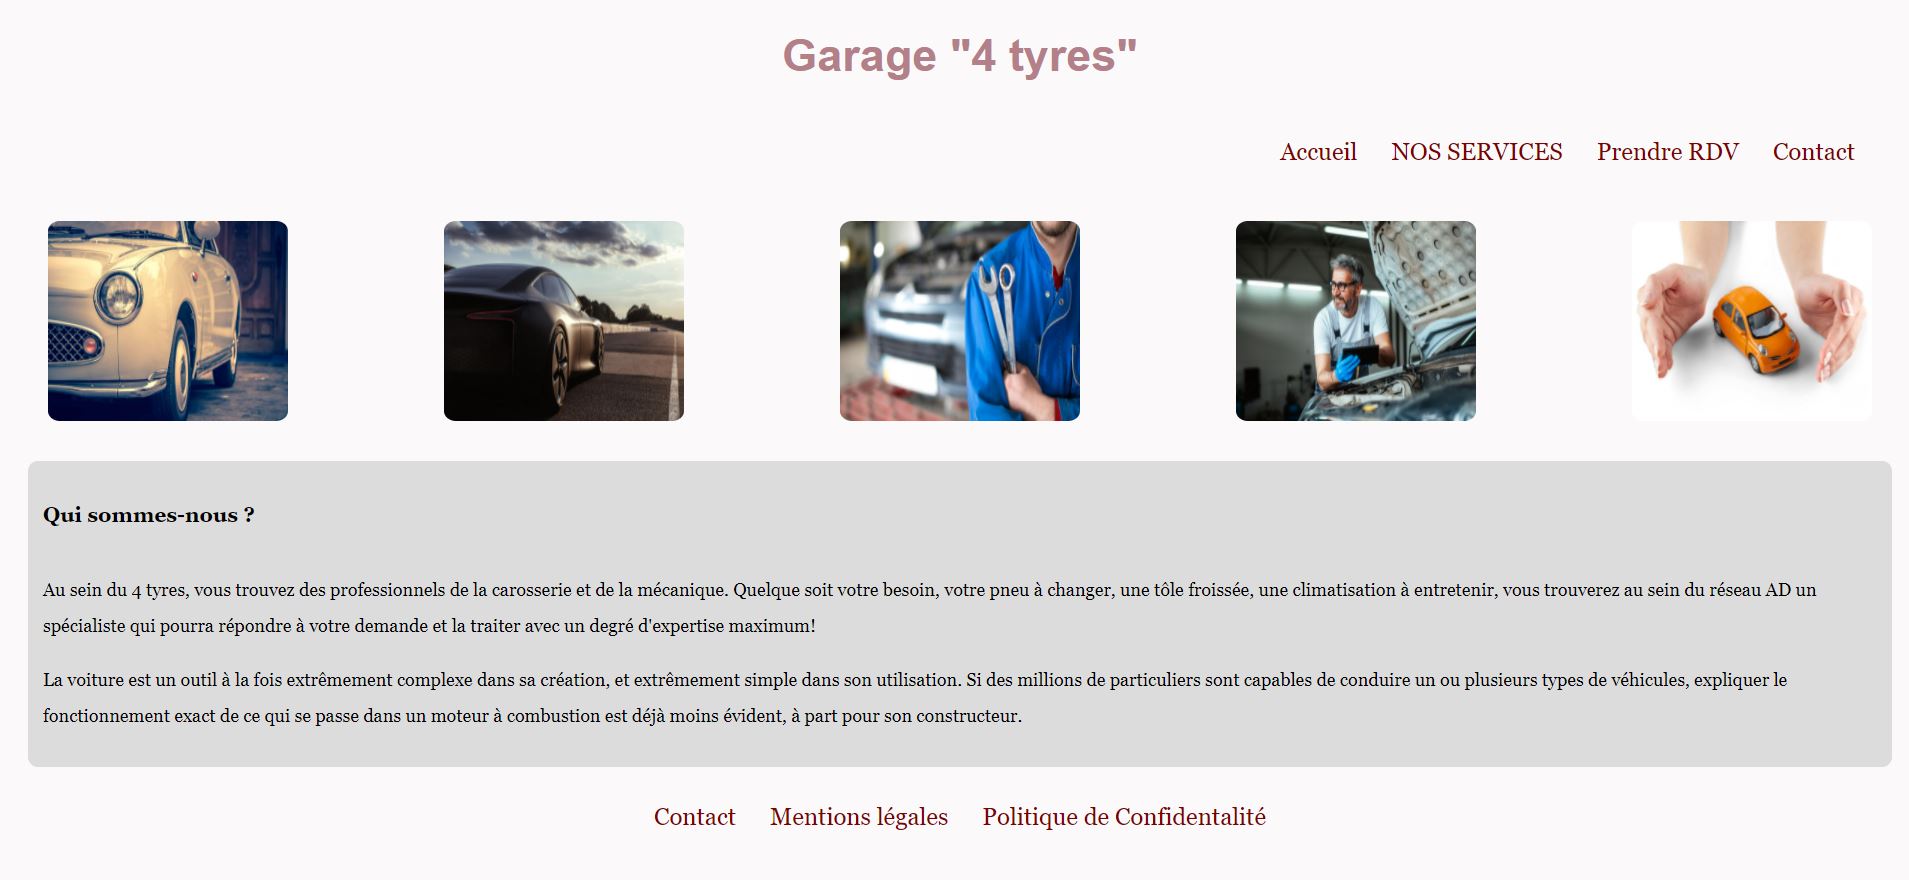 Garage "4 tyres"
Accueil NOS SERVICES Prendre RDV Contact
Qui sommes-nous ?
Au sein du 4 tyres, vous trouvez des professionnels de la carosserie et de la mécanique. Quelque soit votre besoin, votre pneu à changer, une tôle froissée, une climatisation à entretenir, vous trouverez au sein du réseau AD un
spécialiste qui pourra répondre à votre demande et la traiter avec un degré d'expertise maximum!
La voiture est un outil à la fois extrêmement complexe dans sa création, et extrêmement simple dans son utilisation. Si des millions de particuliers sont capables de conduire un ou plusieurs types de véhicules, expliquer le
fonctionnement exact de ce qui se passe dans un moteur à combustion est déjà moins évident, à part pour son constructeur.
Contact Mentions légales Politique de Confidentalité